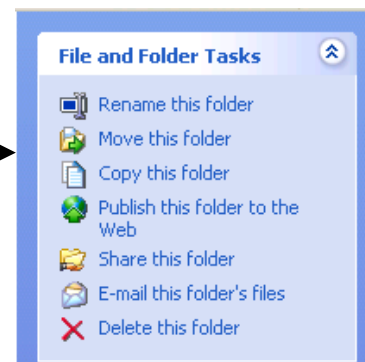 File and Folder Tasks
Rename this folder
Move this folder
Copy this folder
Publish this folder to the
Web
Share this folder
E-mail this folder's files
Delete this folder